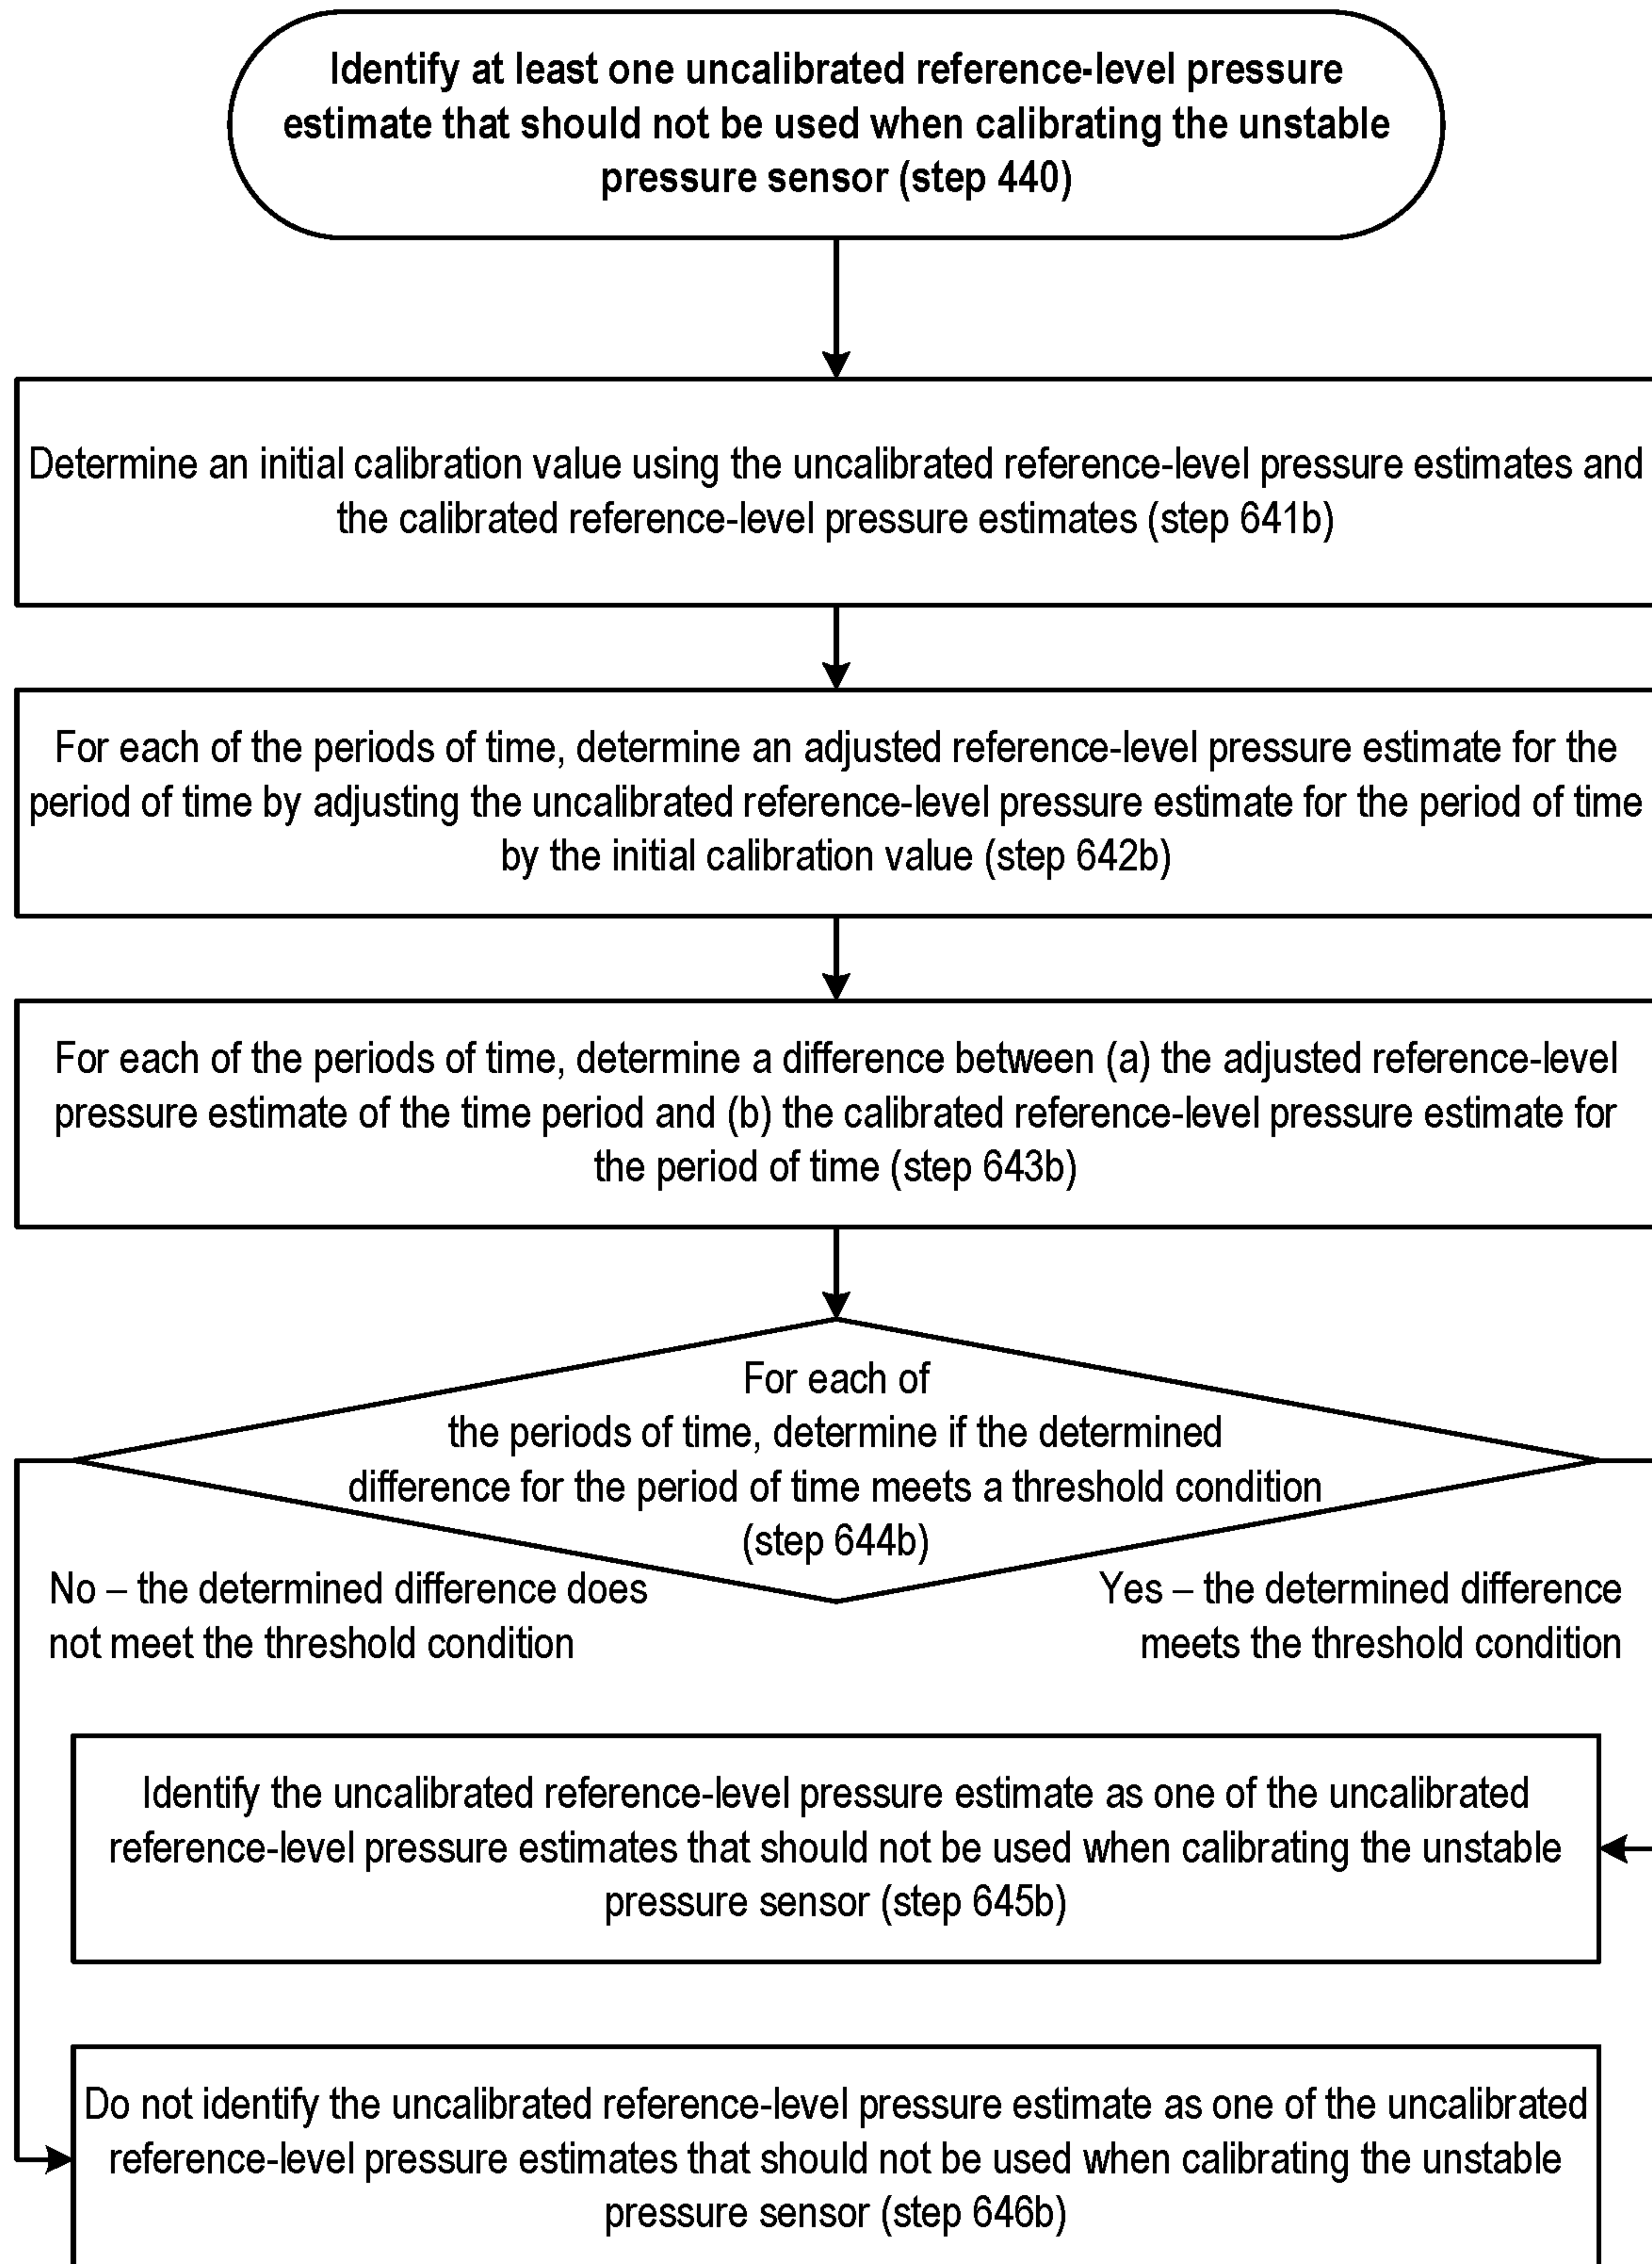 Identify at least one uncalibrated reference-level pressure
estimate that should not be used when calibrating the unstable
pressure sensor (step 440)
Determine an initial calibration value using the uncalibrated reference-level pressure estimates and
the calibrated reference-level pressure estimates (step 641b)
For each of the periods of time, determine an adjusted reference-level pressure estimate for the
period of time by adjusting the uncalibrated reference-level pressure estimate for the period of time
by the initial calibration value (step 642b)
For each of the periods of time, determine a difference between (a) the adjusted reference-level
pressure estimate of the time period and (b) the calibrated reference-level pressure estimate for
the period of time (step 643b)
For each of
the periods of time, determine if the determined
difference for the period of time meets a threshold condition
(step 644b)
No – the determined difference does
not meet the threshold condition
Yes – the determined difference
meets the threshold condition
Identify the uncalibrated reference-level pressure estimate as one of the uncalibrated
reference-level pressure estimates that should not be used when calibrating the unstable
pressure sensor (step 645b)
Do not identify the uncalibrated reference-level pressure estimate as one of the uncalibrated
reference-level pressure estimates that should not be used when calibrating the unstable
pressure sensor (step 646b)